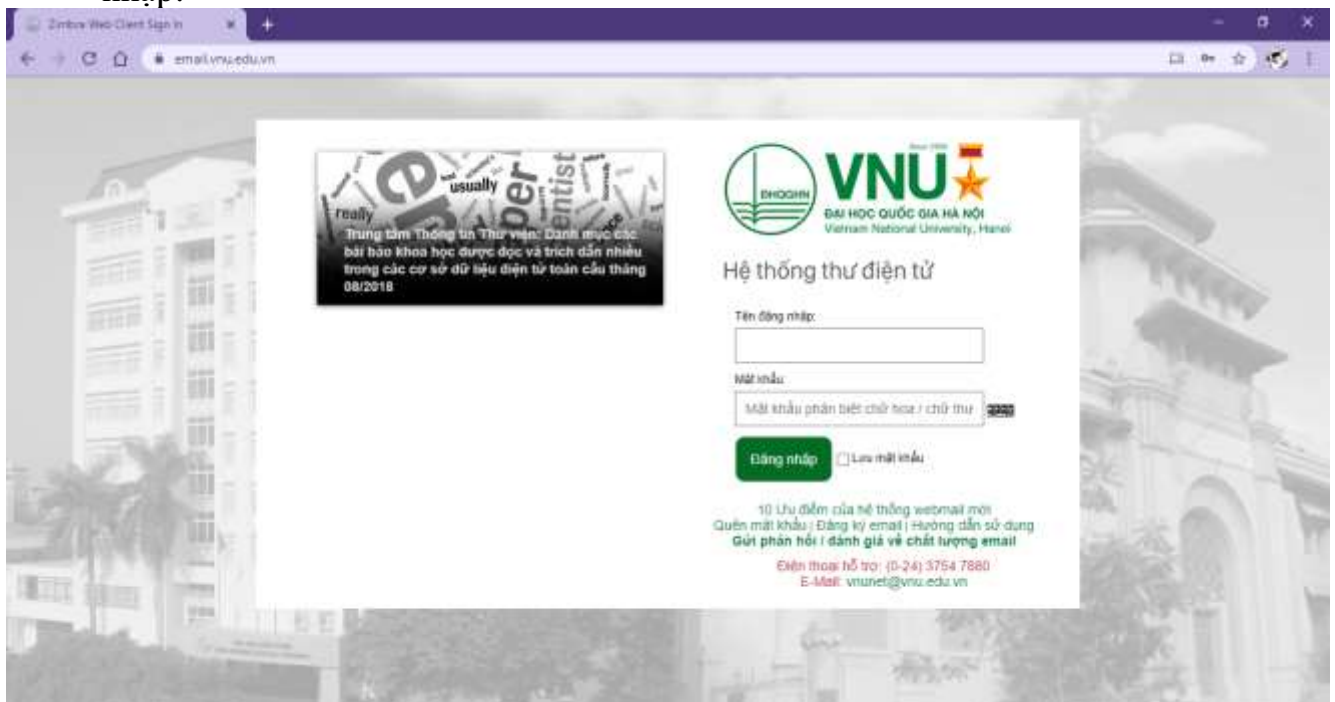 nhập.
Zimbra Web Client Sign In
email.vnu.edu.vn
usually
really
per
entist
Trung tâm Thông tin Thư viện: Danh mục các
bài báo khoa học được đọc và trích dẫn nhiều
trong các cơ sở dữ liệu điện tử toàn cầu tháng
08/2018
ĐHQGHN
VNU
ĐẠI HỌC QUỐC GIA HÀ NỘI
Vietnam National University, Hanoi
Hệ thống thư điện tử
Tên đăng nhập:
Mật khẩu:
Mật khẩu phân biệt chữ hoa / chữ thư
Đăng nhập
Lưu mật khẩu
10 Ưu điểm của hệ thống webmail mới
Quên mật khẩu | Đăng ký email | Hướng dẫn sử dụng
Gửi phản hồi / đánh giá về chất lượng email
Điện thoại hỗ trợ: (0-24) 3754 7880
E-Mail: vnunet@vnu.edu.vn